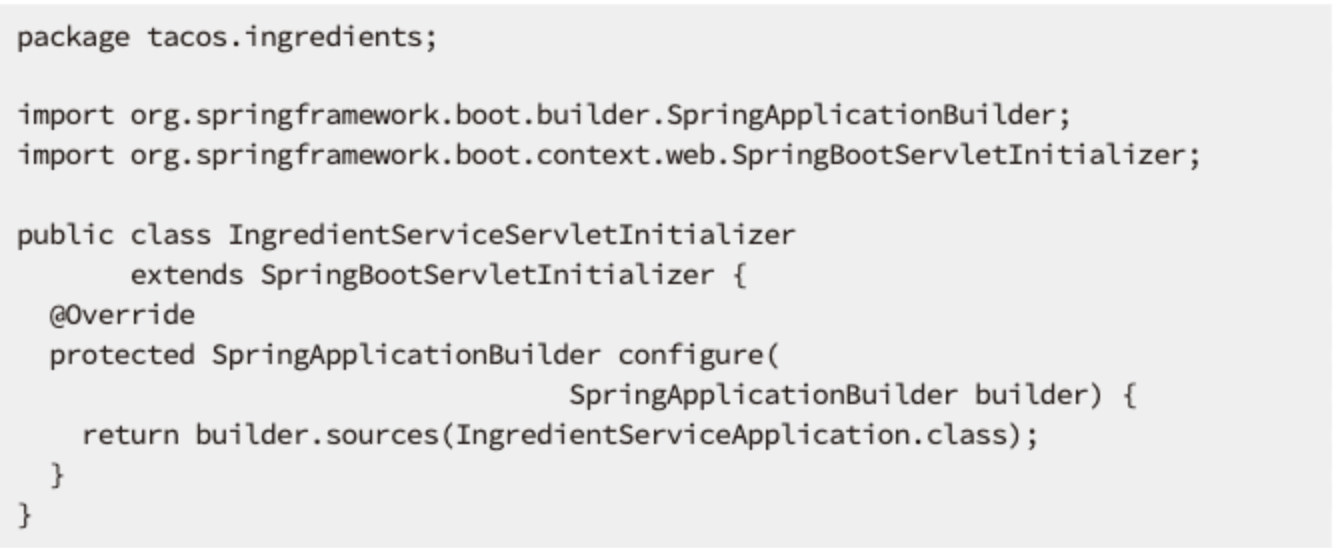 package tacos.ingredients;
import org.springframework.boot.builder.SpringApplicationBuilder;
import org.springframework.boot.context.web.SpringBootServletInitializer;
public class IngredientServiceServletInitializer
        extends SpringBootServletInitializer {
  @Override
  protected SpringApplicationBuilder configure(
                                  SpringApplicationBuilder builder) {
    return builder.sources(IngredientServiceApplication.class);
  }
}